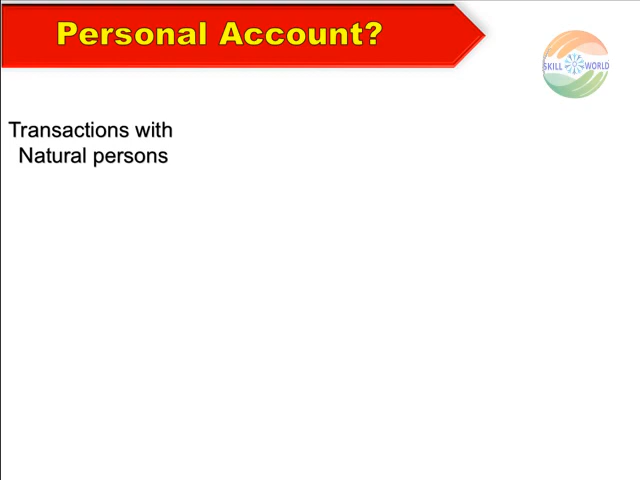 Personal Account?
SKILL WORLD
Transactions with
Natural persons